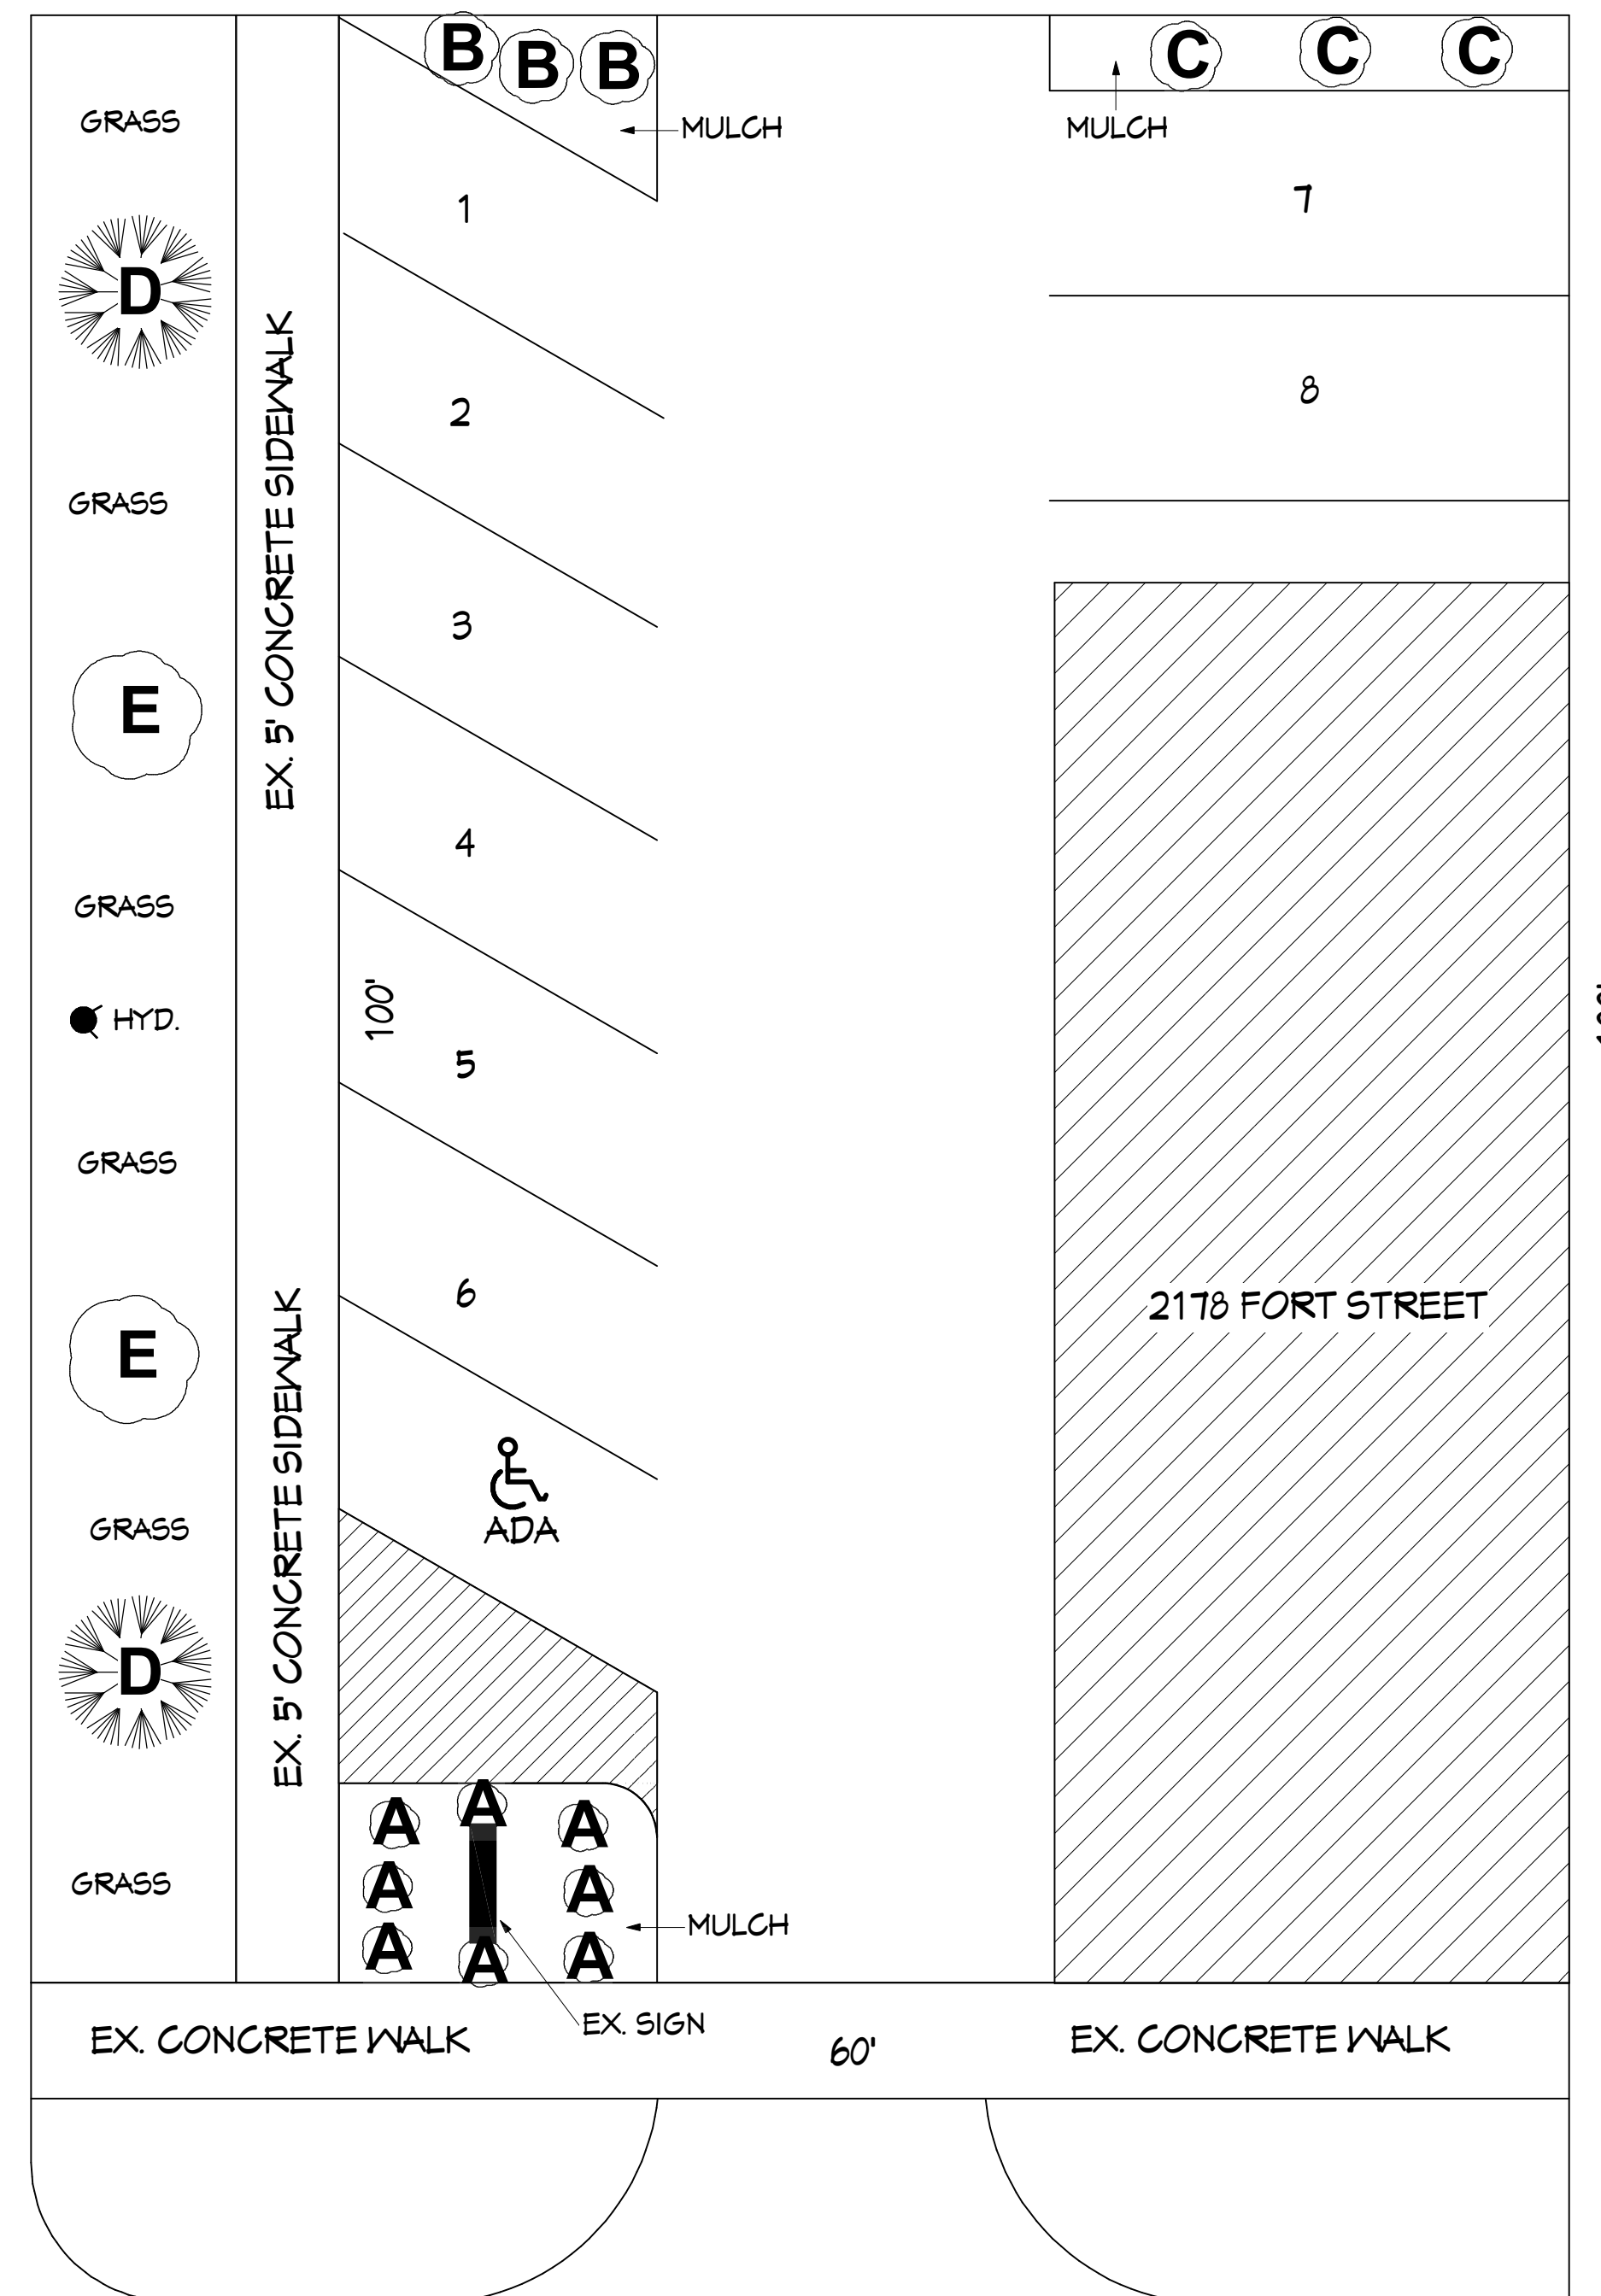 B B B
C C C
GRASS
MULCH
MULCH
1
7
D
EX. 5' CONCRETE SIDEWALK
2
8
GRASS
3
E
4
GRASS
100'
HYD.
5
GRASS
6
2178 FORT STREET
E
EX. 5' CONCRETE SIDEWALK
ADA
GRASS
D
A A A
A A
GRASS
MULCH
A A A
EX. SIGN
EX. CONCRETE WALK
60'
EX. CONCRETE WALK